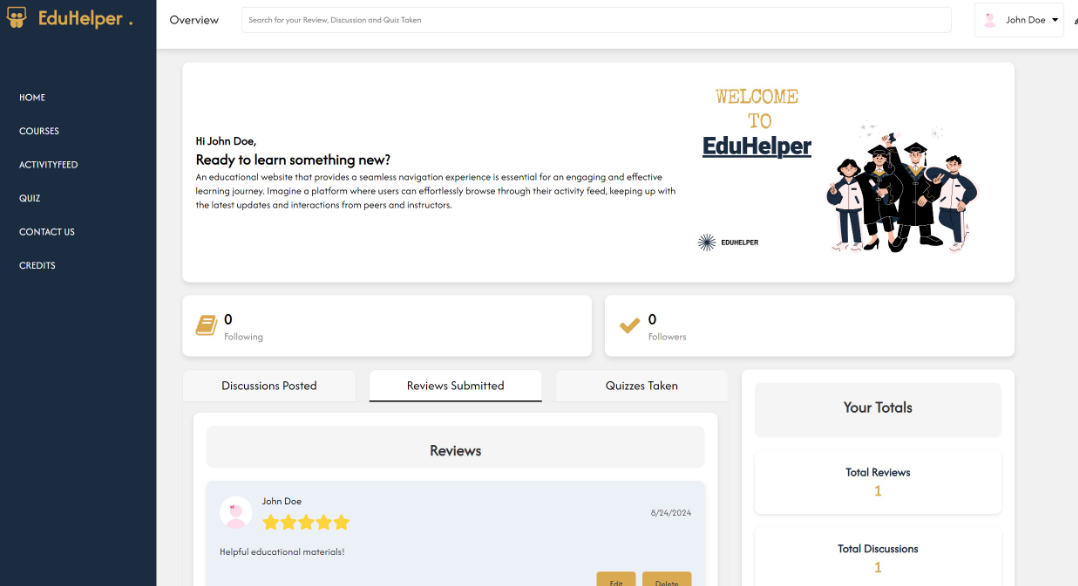 EduHelper .
Overview
Search for your Review, Discussion and Quiz Taken
John Doe
HOME
COURSES
ACTIVITYFEED
QUIZ
CONTACT US
CREDITS
Hi John Doe,
Ready to learn something new?
An educational website that provides a seamless navigation experience is essential for an engaging and effective
learning journey. Imagine a platform where users can effortlessly browse through their activity feed, keeping up with
the latest updates and interactions from peers and instructors.
WELCOME
TO
EduHelper
EDUHELPER
0
Following
0
Followers
Discussions Posted
Reviews Submitted
Quizzes Taken
Reviews
John Doe
8/24/2024
Helpful educational materials!
Edit
Delete
Your Totals
Total Reviews
1
Total Discussions
1